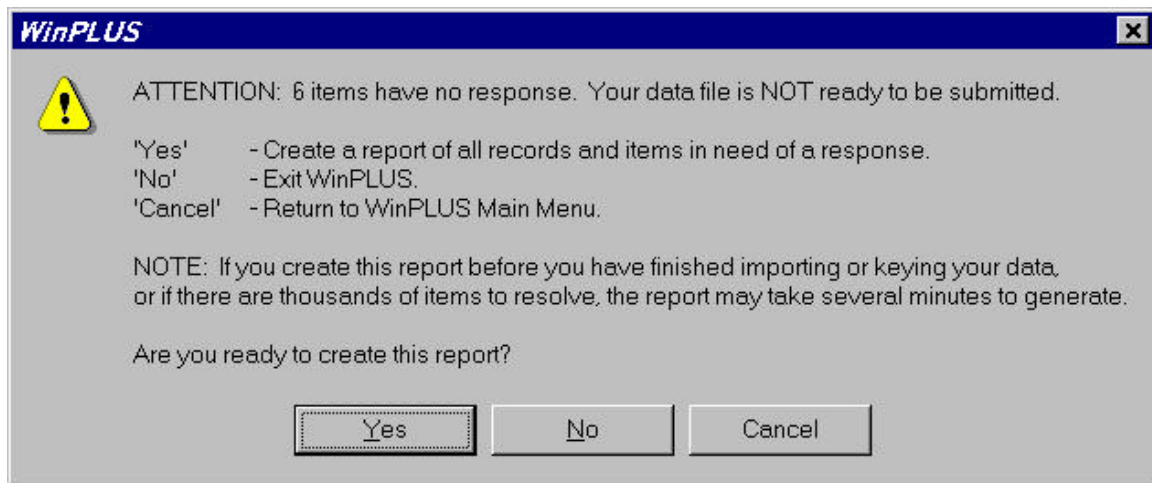 WinPLUS
ATTENTION: 6 items have no response. Your data file is NOT ready to be submitted.
'Yes' - Create a report of all records and items in need of a response.
'No' - Exit WinPLUS.
'Cancel' - Return to WinPLUS Main Menu.
NOTE: If you create this report before you have finished importing or keying your data,
or if there are thousands of items to resolve, the report may take several minutes to generate.
Are you ready to create this report?
Yes No Cancel